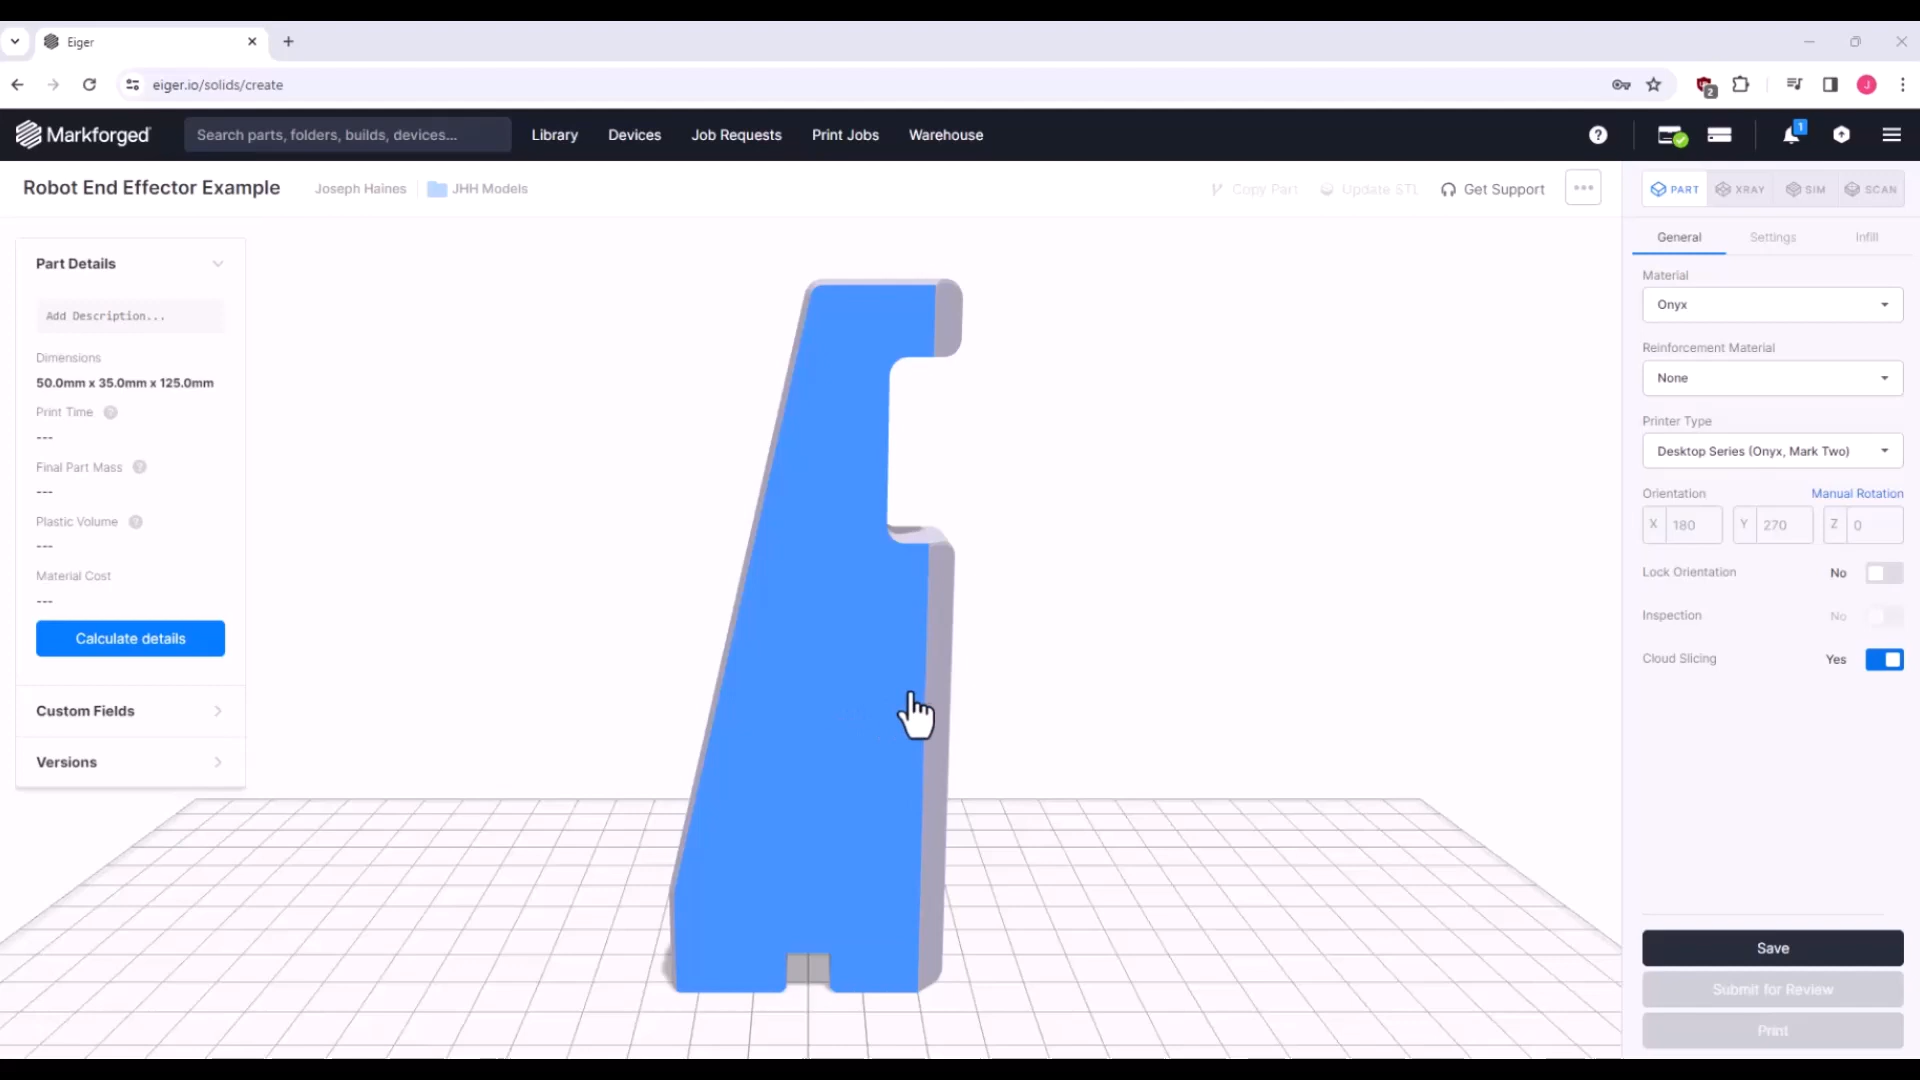 Eiger
eiger.io/solids/create
2
J
Markforged
Search parts, folders, builds, devices...
Library
Devices
Job Requests
Print Jobs
Warehouse
1
Robot End Effector Example
Joseph Haines
JHH Models
Copy Part
Update STL
Get Support
PART
XRAY
SIM
SCAN
Part Details
Add Description...
Dimensions
50.0mm x 35.0mm x 125.0mm
Print Time ?
---
Final Part Mass ?
---
Plastic Volume ?
---
Material Cost
---
Calculate details
Custom Fields
Versions
General
Settings
Infill
Material
Onyx
Reinforcement Material
None
Printer Type
Desktop Series (Onyx, Mark Two)
Orientation
Manual Rotation
X 180
Y 270
Z 0
Lock Orientation
No
Inspection
No
Cloud Slicing
Yes
Save
Submit for Review
Print